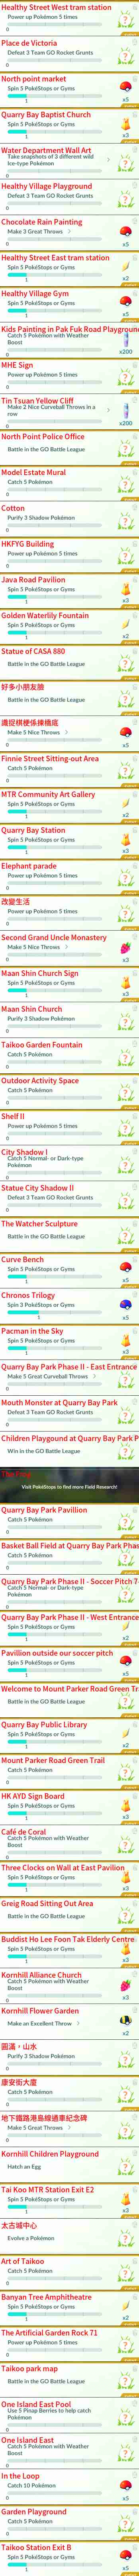 Healthy Street West tram station
Power up Pokémon 5 times
0
Place de Victoria
Defeat 3 Team GO Rocket Grunts
0
North point market
Spin 5 PokéStops or Gyms
1
x5
Quarry Bay Baptist Church
Spin 5 PokéStops or Gyms
1
x3
Water Department Wall Art
Take snapshots of 3 different wild
Ice-type Pokémon
0
Healthy Village Playground
Defeat 3 Team GO Rocket Grunts
0
Chocolate Rain Painting
Make 3 Great Throws
0
x5
Healthy Street East tram station
Spin 5 PokéStops or Gyms
1
x2
Healthy Village Gym
Spin 5 PokéStops or Gyms
1
x5
Kids Painting in Pak Fuk Road Playground
Catch 5 Pokémon with Weather
Boost
0
x200
MHE Sign
Power up Pokémon 5 times
0
Tin Tsuan Yellow Cliff
Make 2 Nice Curveball Throws in a
row
0
x200
North Point Police Office
Battle in the GO Battle League
Model Estate Mural
Catch 5 Pokémon
0
Cotton
Purify 3 Shadow Pokémon
0
HKFYG Building
Power up Pokémon 5 times
0
Java Road Pavilion
Spin 5 PokéStops or Gyms
1
x3
Golden Waterlily Fountain
Spin 5 PokéStops or Gyms
1
x2
Statue of CASA 880
Battle in the GO Battle League
好多小朋友臉
Battle in the GO Battle League
識捉棋梗係揀橋底
Make 5 Nice Throws
0
x5
Finnie Street Sitting-out Area
Catch 5 Pokémon
0
MTR Community Art Gallery
Spin 5 PokéStops or Gyms
1
x2
Quarry Bay Station
Spin 5 PokéStops or Gyms
1
x3
Elephant parade
Power up Pokémon 5 times
0
改變生活
Power up Pokémon 5 times
0
Second Grand Uncle Monastery
Make 5 Nice Throws
0
x3
Maan Shin Church Sign
Spin 5 PokéStops or Gyms
1
x3
Maan Shin Church
Purify 3 Shadow Pokémon
0
Taikoo Garden Fountain
Catch 5 Pokémon
0
Outdoor Activity Space
Catch 5 Pokémon
0
Shelf II
Power up Pokémon 5 times
0
City Shadow I
Catch 5 Normal- or Dark-type
Pokémon
0
Statue City Shadow II
Defeat 3 Team GO Rocket Grunts
0
The Watcher Sculpture
Battle in the GO Battle League
Curve Bench
Spin 5 PokéStops or Gyms
1
x5
Chronos Trilogy
Spin 3 PokéStops or Gyms
1
x5
Pacman in the Sky
Spin 5 PokéStops or Gyms
1
x3
Quarry Bay Park Phase II - East Entrance
Make 5 Great Curveball Throws
0
Mouth Monster at Quarry Bay Park
Defeat 3 Team GO Rocket Grunts
0
Children Playgound at Quarry Bay Park P
Win in the GO Battle League
Visit PokéStops to find more Field Research!
Quarry Bay Park Pavillion
Catch 5 Pokémon
0
Basket Ball Field at Quarry Bay Park Phas
Catch 5 Pokémon
0
Quarry Bay Park Phase II - Soccer Pitch 7
Catch 5 Normal- or Dark-type
Pokémon
0
Quarry Bay Park Phase II - West Entrance
Spin 5 PokéStops or Gyms
1
x2
Pavillion outside our soccer pitch
Spin 5 PokéStops or Gyms
1
x5
Welcome to Mount Parker Road Green Tr
Battle in the GO Battle League
Quarry Bay Public Library
Spin 5 PokéStops or Gyms
1
x2
Mount Parker Road Green Trail
Catch 5 Pokémon
0
HK AYD Sign Board
Spin 5 PokéStops or Gyms
1
x3
Café de Coral
Catch 5 Pokémon with Weather
Boost
0
Three Clocks on Wall at East Pavilion
Spin 5 PokéStops or Gyms
1
x3
Greig Road Sitting Out Area
Battle in the GO Battle League
Buddist Ho Lee Foon Tak Elderly Centre
Spin 5 PokéStops or Gyms
1
x3
Kornhill Alliance Church
Catch 5 Pokémon with Weather
Boost
0
x3
Kornhill Flower Garden
Make an Excellent Throw
0
x2
圓滿，山水
Purify 3 Shadow Pokémon
0
康安街大廈
Catch 5 Pokémon
0
地下鐵路港島線通車紀念碑
Make 5 Great Throws
0
Kornhill Children Playground
Hatch an Egg
Tai Koo MTR Station Exit E2
Spin 5 PokéStops or Gyms
1
x3
太古城中心
Evolve a Pokémon
Art of Taikoo
Catch 5 Pokémon
0
Banyan Tree Amphitheatre
Spin 5 PokéStops or Gyms
1
x2
The Artificial Garden Rock 71
Power up Pokémon 5 times
0
Taikoo park map
Battle in the GO Battle League
One Island East Pool
Use 5 Pinap Berries to help catch
Pokémon
0
One Island East
Catch 5 Pokémon with Weather
Boost
0
In the Loop
Catch 10 Pokémon
0
x5
Garden Playground
Catch 5 Pokémon
0
Taikoo Station Exit B
Spin 5 PokéStops or Gyms
1
x5